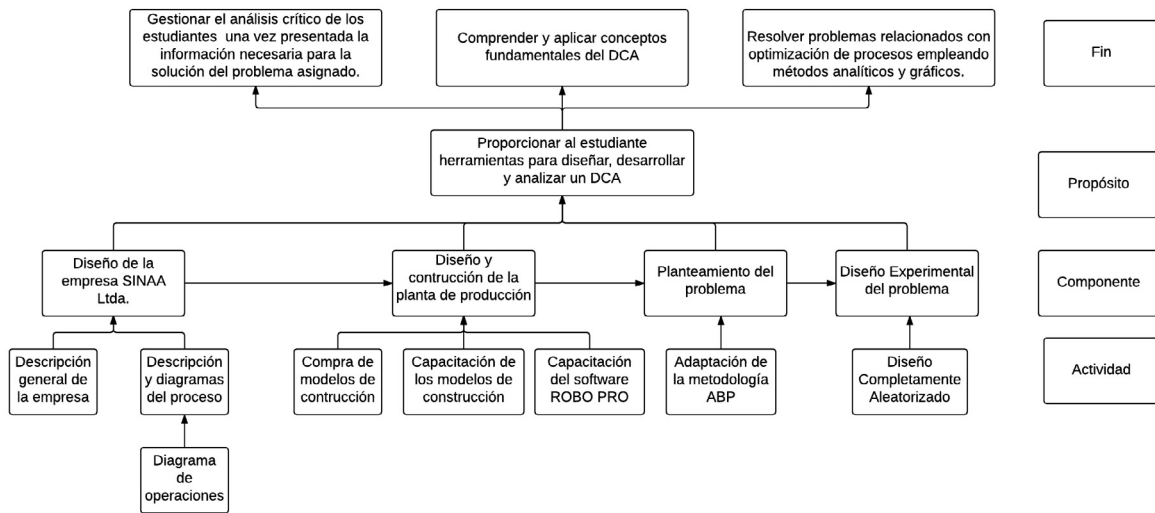 Gestionar el análisis crítico de los
estudiantes una vez presentada la
información necesaria para la
solución del problema asignado.
Comprender y aplicar conceptos
fundamentales del DCA
Resolver problemas relacionados con
optimización de procesos empleando
métodos analíticos y gráficos.
Fin
Proporcionar al estudiante
herramientas para diseñar, desarrollar
y analizar un DCA
Propósito
Diseño de la
empresa SINAA
Ltda.
Diseño y
contrucción de la
planta de producción
Planteamiento del
problema
Diseño Experimental
del problema
Componente
Descripción
general de
la empresa
Descripción
y diagramas
del proceso
Compra de
modelos de
contrucción
Capacitación de
los modelos de
construcción
Capacitación
del software
ROBO PRO
Adaptación de
la metodología
ABP
Diseño
Completamente
Aleatorizado
Actividad
Diagrama
de
operaciones